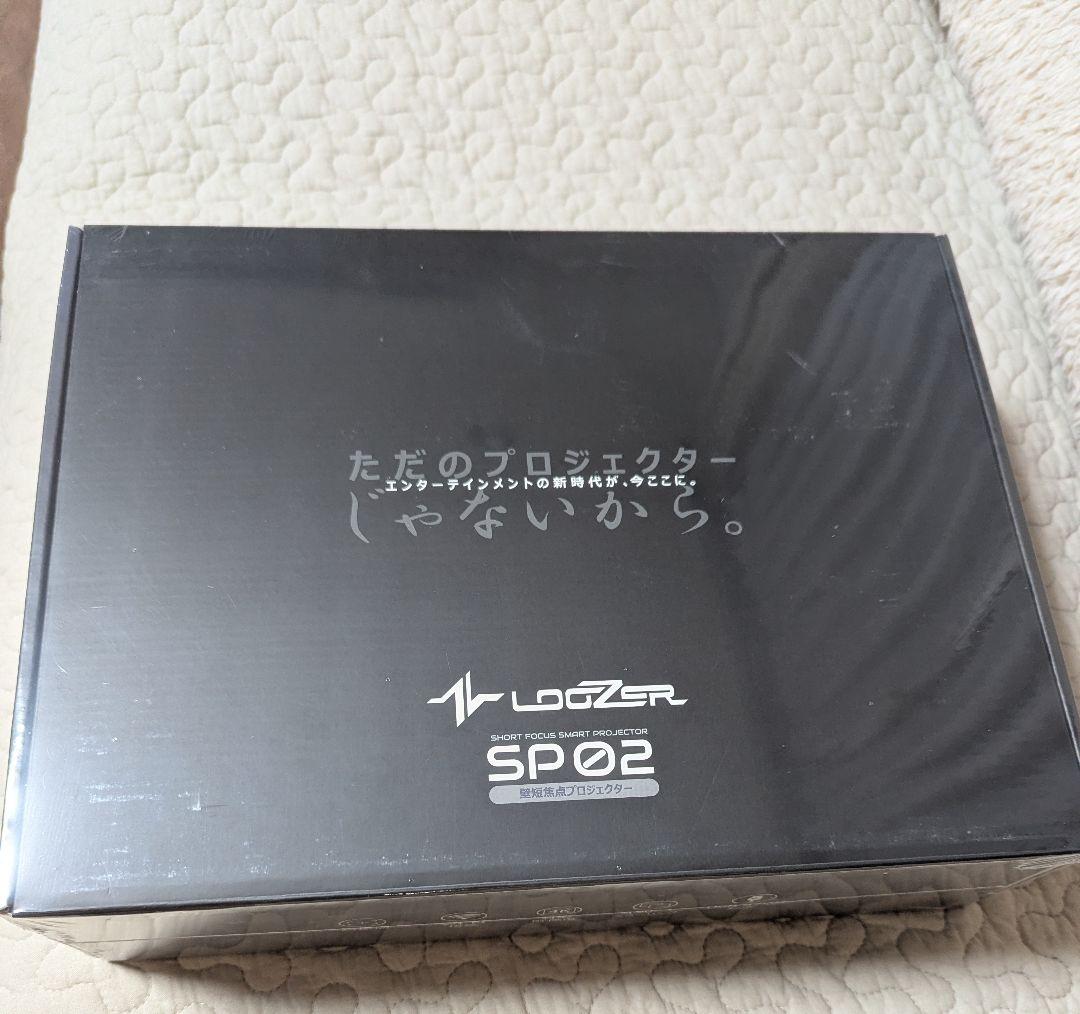 ただのプロジェクター
エンターテインメントの新時代が、今ここに。
じゃないから。
LOOZER
SHORT FOCUS SMART PROJECTOR
SP02
壁短焦点プロジェクター